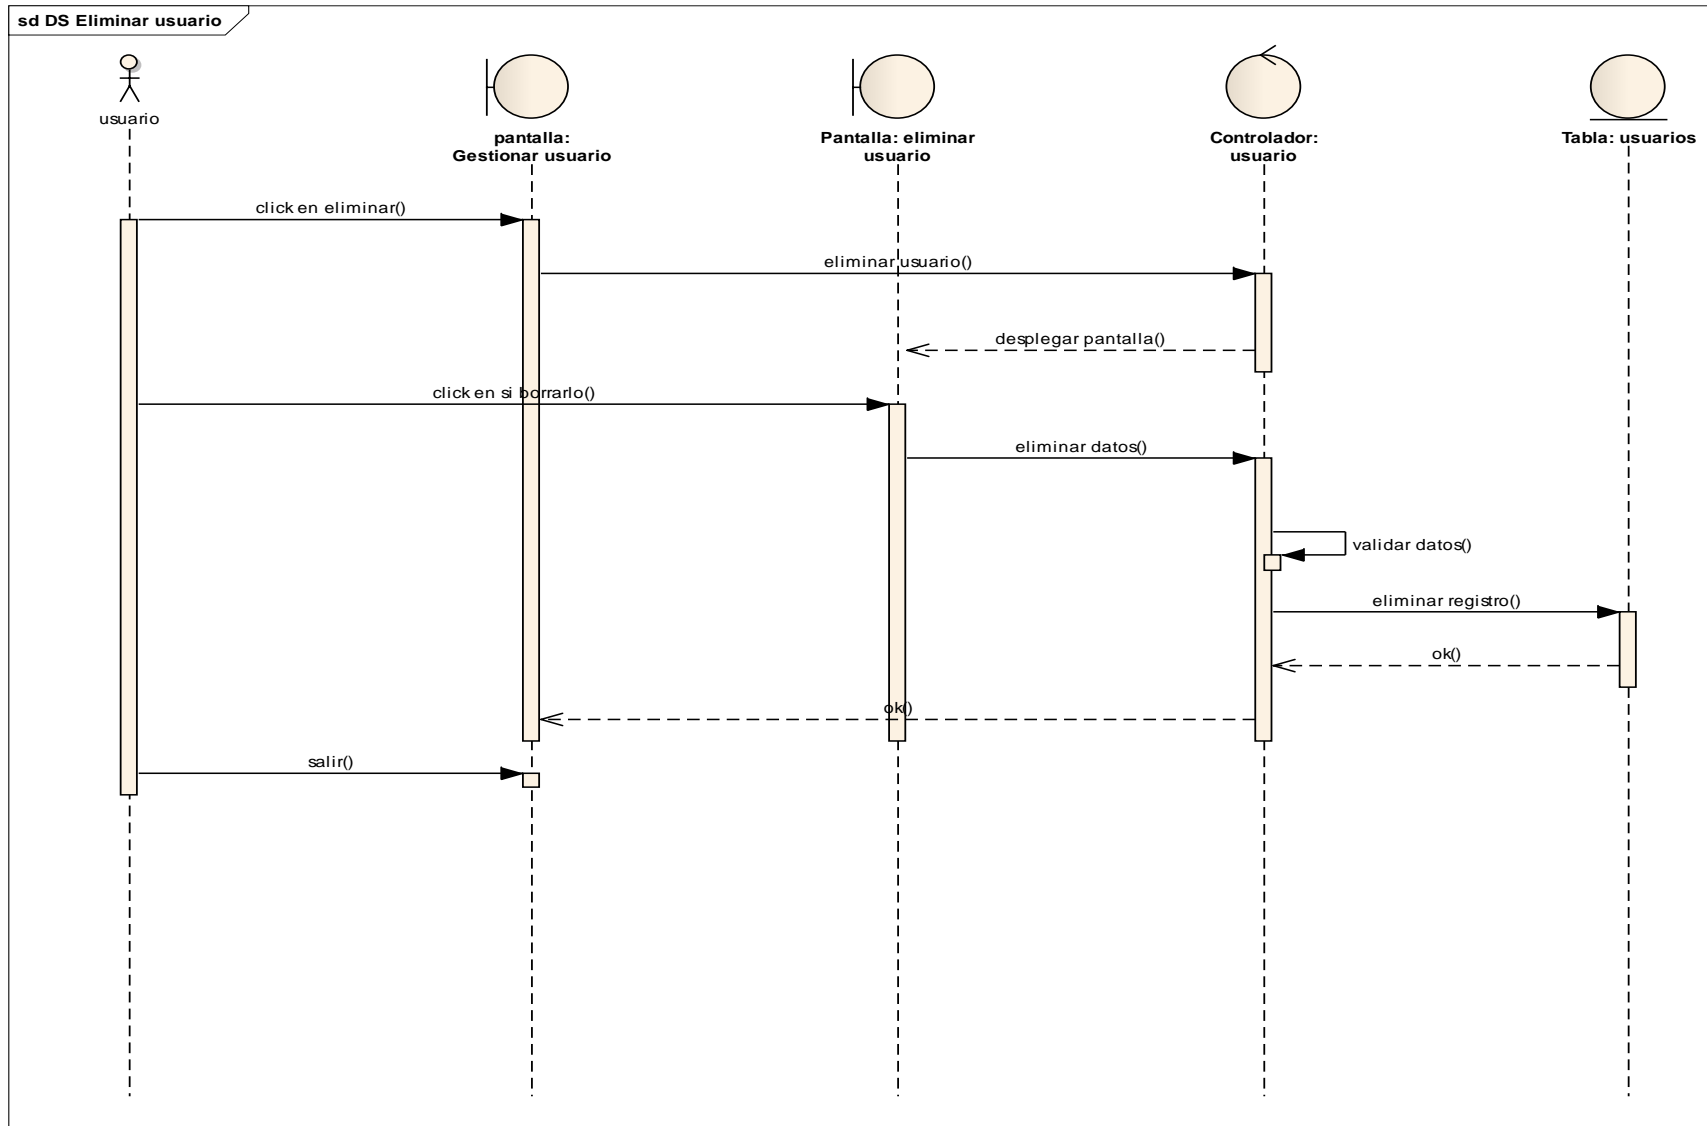 sd DS Eliminar usuario
usuario
pantalla:
Gestionar usuario
Pantalla: eliminar
usuario
Controlador:
usuario
Tabla: usuarios
click en eliminar()
eliminar usuario()
desplegar pantalla()
click en si borrarlo()
eliminar datos()
validar datos()
eliminar registro()
ok()
ok()
salir()